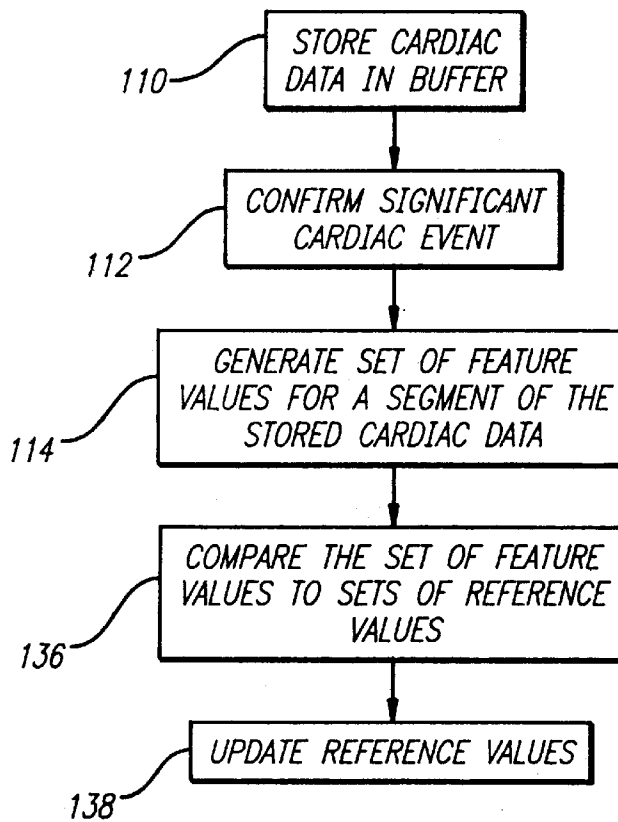 STORE CARDIAC
DATA IN BUFFER
110
CONFIRM SIGNIFICANT
CARDIAC EVENT
112
GENERATE SET OF FEATURE
VALUES FOR A SEGMENT OF THE
STORED CARDIAC DATA
114
COMPARE THE SET OF FEATURE
VALUES TO SETS OF REFERENCE
VALUES
136
UPDATE REFERENCE VALUES
138